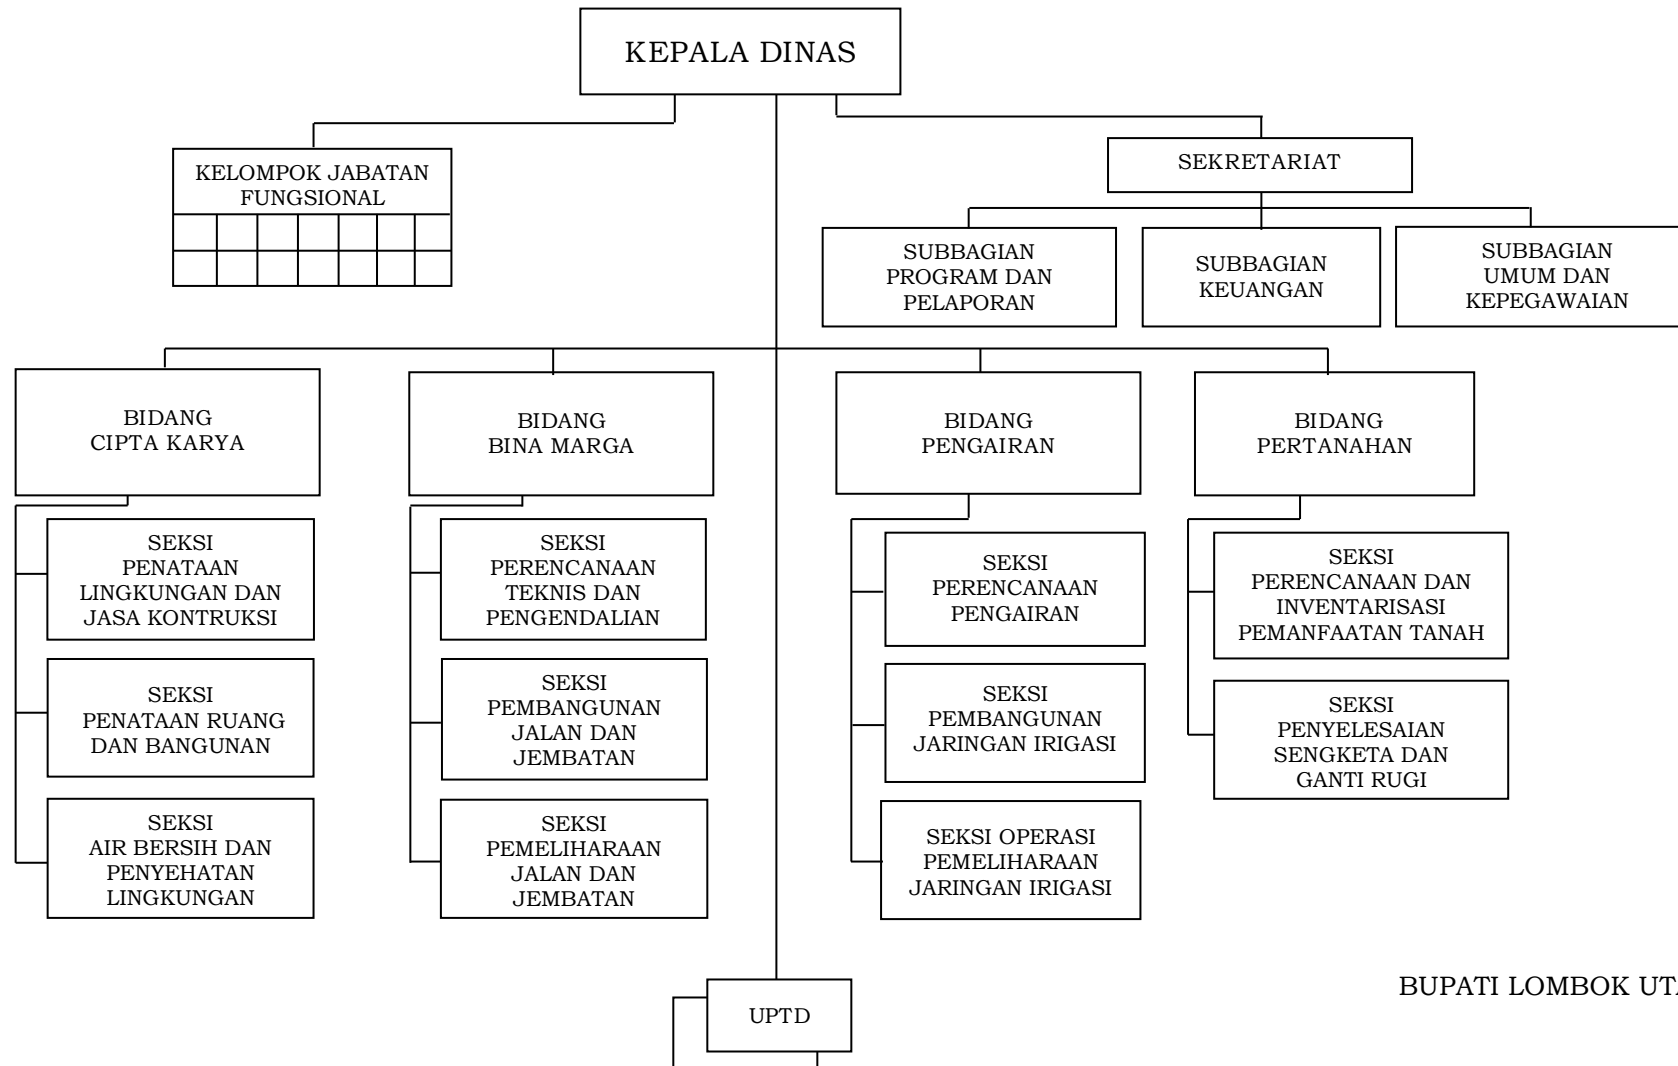 KEPALA DINAS
KELOMPOK JABATAN
FUNGSIONAL
SEKRETARIAT
SUBBAGIAN
PROGRAM DAN
PELAPORAN
SUBBAGIAN
KEUANGAN
SUBBAGIAN
UMUM DAN
KEPEGAWAIAN
BIDANG
CIPTA KARYA
BIDANG
BINA MARGA
BIDANG
PENGAIRAN
BIDANG
PERTANAHAN
SEKSI
PENATAAN
LINGKUNGAN DAN
JASA KONTRUKSI
SEKSI
PENATAAN RUANG
DAN BANGUNAN
SEKSI
AIR BERSIH DAN
PENYEHATAN
LINGKUNGAN
SEKSI
PERENCANAAN
TEKNIS DAN
PENGENDALIAN
SEKSI
PEMBANGUNAN
JALAN DAN
JEMBATAN
SEKSI
PEMELIHARAAN
JALAN DAN
JEMBATAN
SEKSI
PERENCANAAN
PENGAIRAN
SEKSI
PEMBANGUNAN
JARINGAN IRIGASI
SEKSI OPERASI
PEMELIHARAAN
JARINGAN IRIGASI
SEKSI
PERENCANAAN DAN
INVENTARISASI
PEMANFAATAN TANAH
SEKSI
PENYELESAIAN
SENGKETA DAN
GANTI RUGI
UPTD
BUPATI LOMBOK